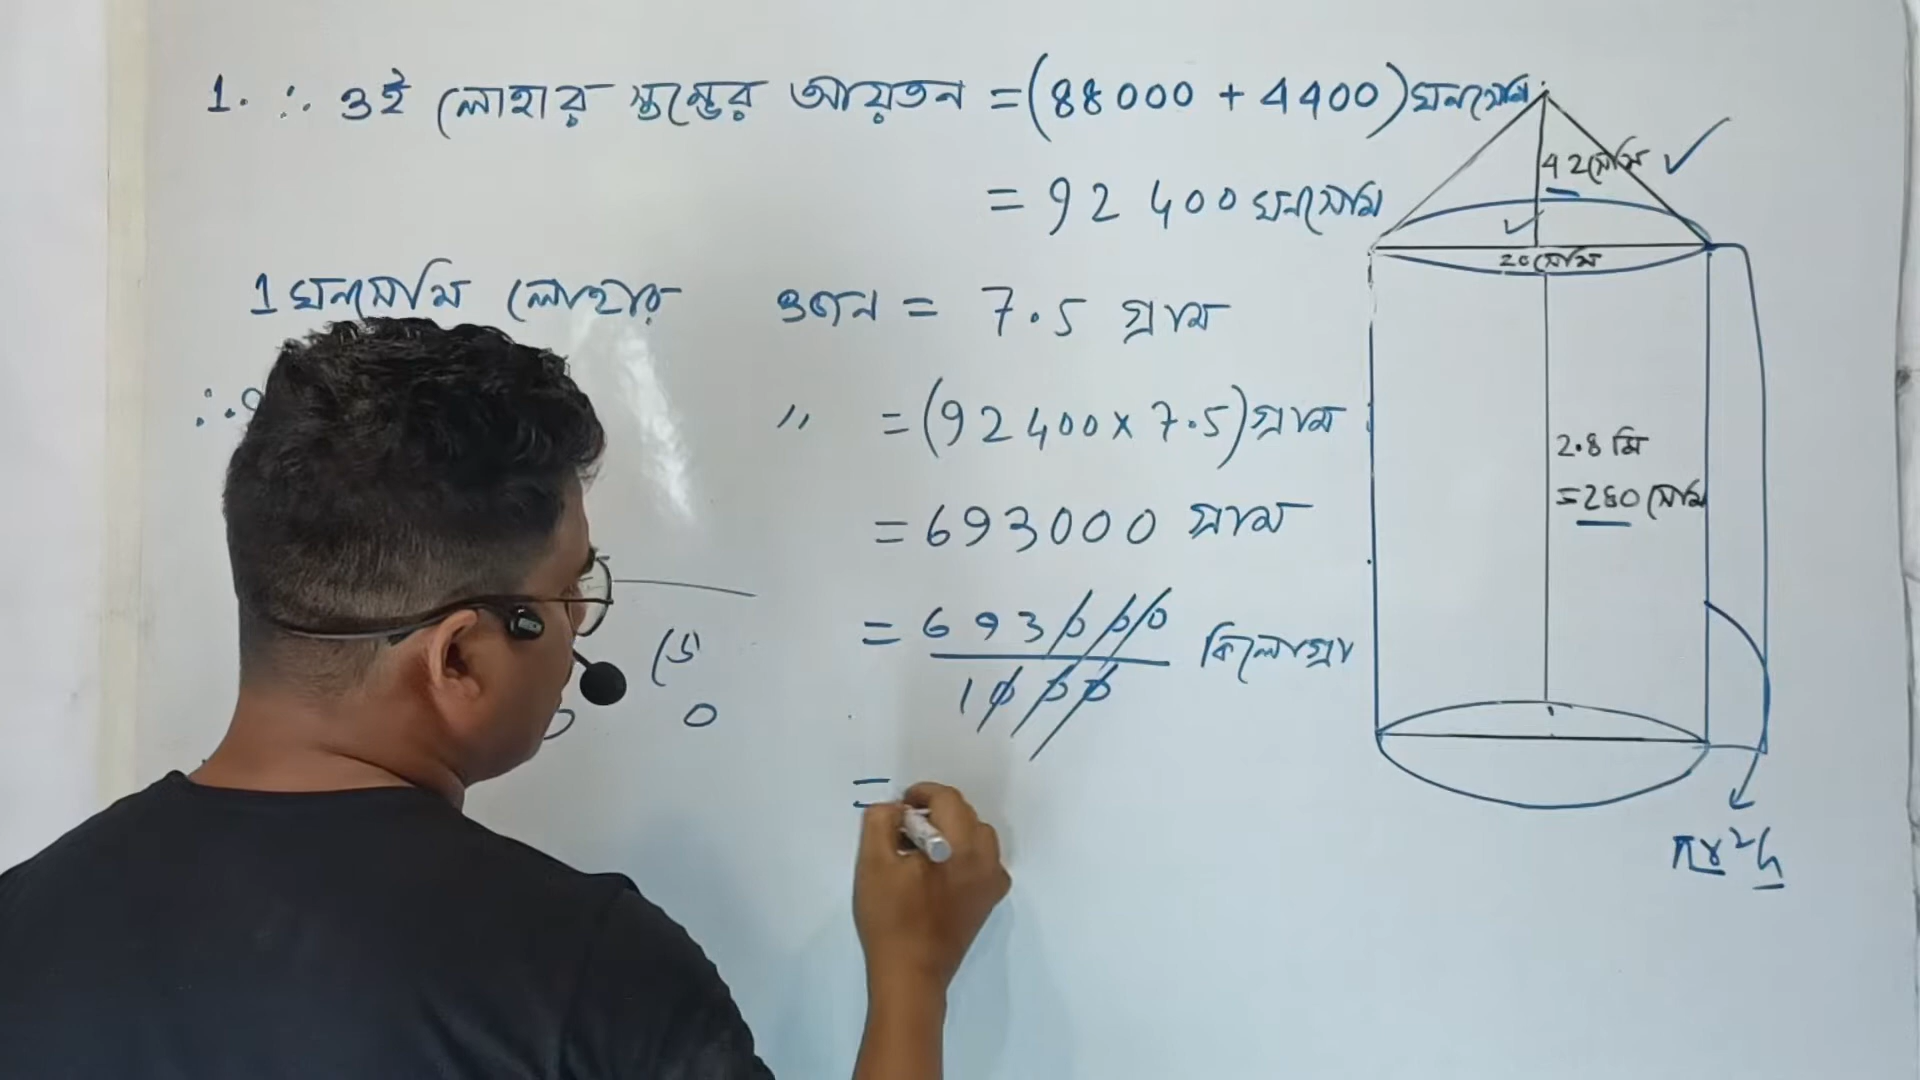 1. ∴ ওই লোহার স্তম্ভের আয়তন = (88000 + 4400) ঘনসেমি
= 92400 ঘনসেমি
1 ঘনসেমি লোহার ওজন = 7.5 গ্রাম
∴ " = (92400 × 7.5) গ্রাম
= 693000 গ্রাম
= 693000 / 1000 কিলোগ্রা
=
42 সেমি
20 সেমি
2.8 মি
= 280 সেমি
πr²h